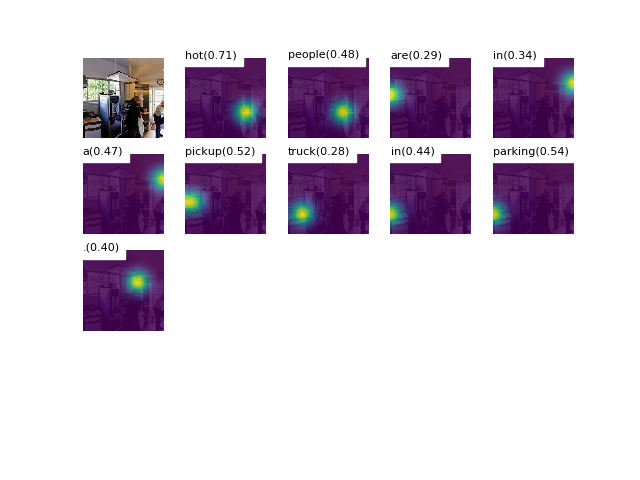 hot(0.71) people(0.48) are(0.29) in(0.34)
a(0.47) pickup(0.52) truck(0.28) in(0.44) parking(0.54)
.(0.40)